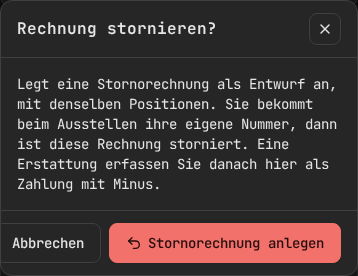 Rechnung stornieren?
Legt eine Stornorechnung als Entwurf an,
mit denselben Positionen. Sie bekommt
beim Ausstellen ihre eigene Nummer, dann
ist diese Rechnung storniert. Eine
Erstattung erfassen Sie danach hier als
Zahlung mit Minus.
Abbrechen
Stornorechnung anlegen